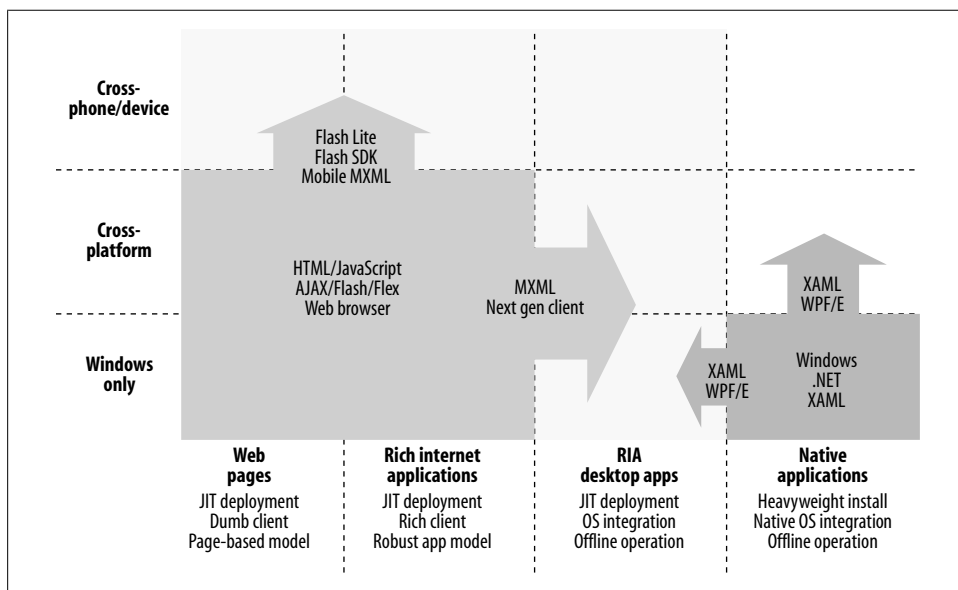 Cross-
phone/device
Flash Lite
Flash SDK
Mobile MXML
Cross-
platform
HTML/JavaScript
AJAX/Flash/Flex
Web browser
MXML
Next gen client
XAML
WPF/E
Windows
only
XAML
WPF/E
Windows
.NET
XAML
Web
pages
JIT deployment
Dumb client
Page-based model
Rich internet
applications
JIT deployment
Rich client
Robust app model
RIA
desktop apps
JIT deployment
OS integration
Offline operation
Native
applications
Heavyweight install
Native OS integration
Offline operation